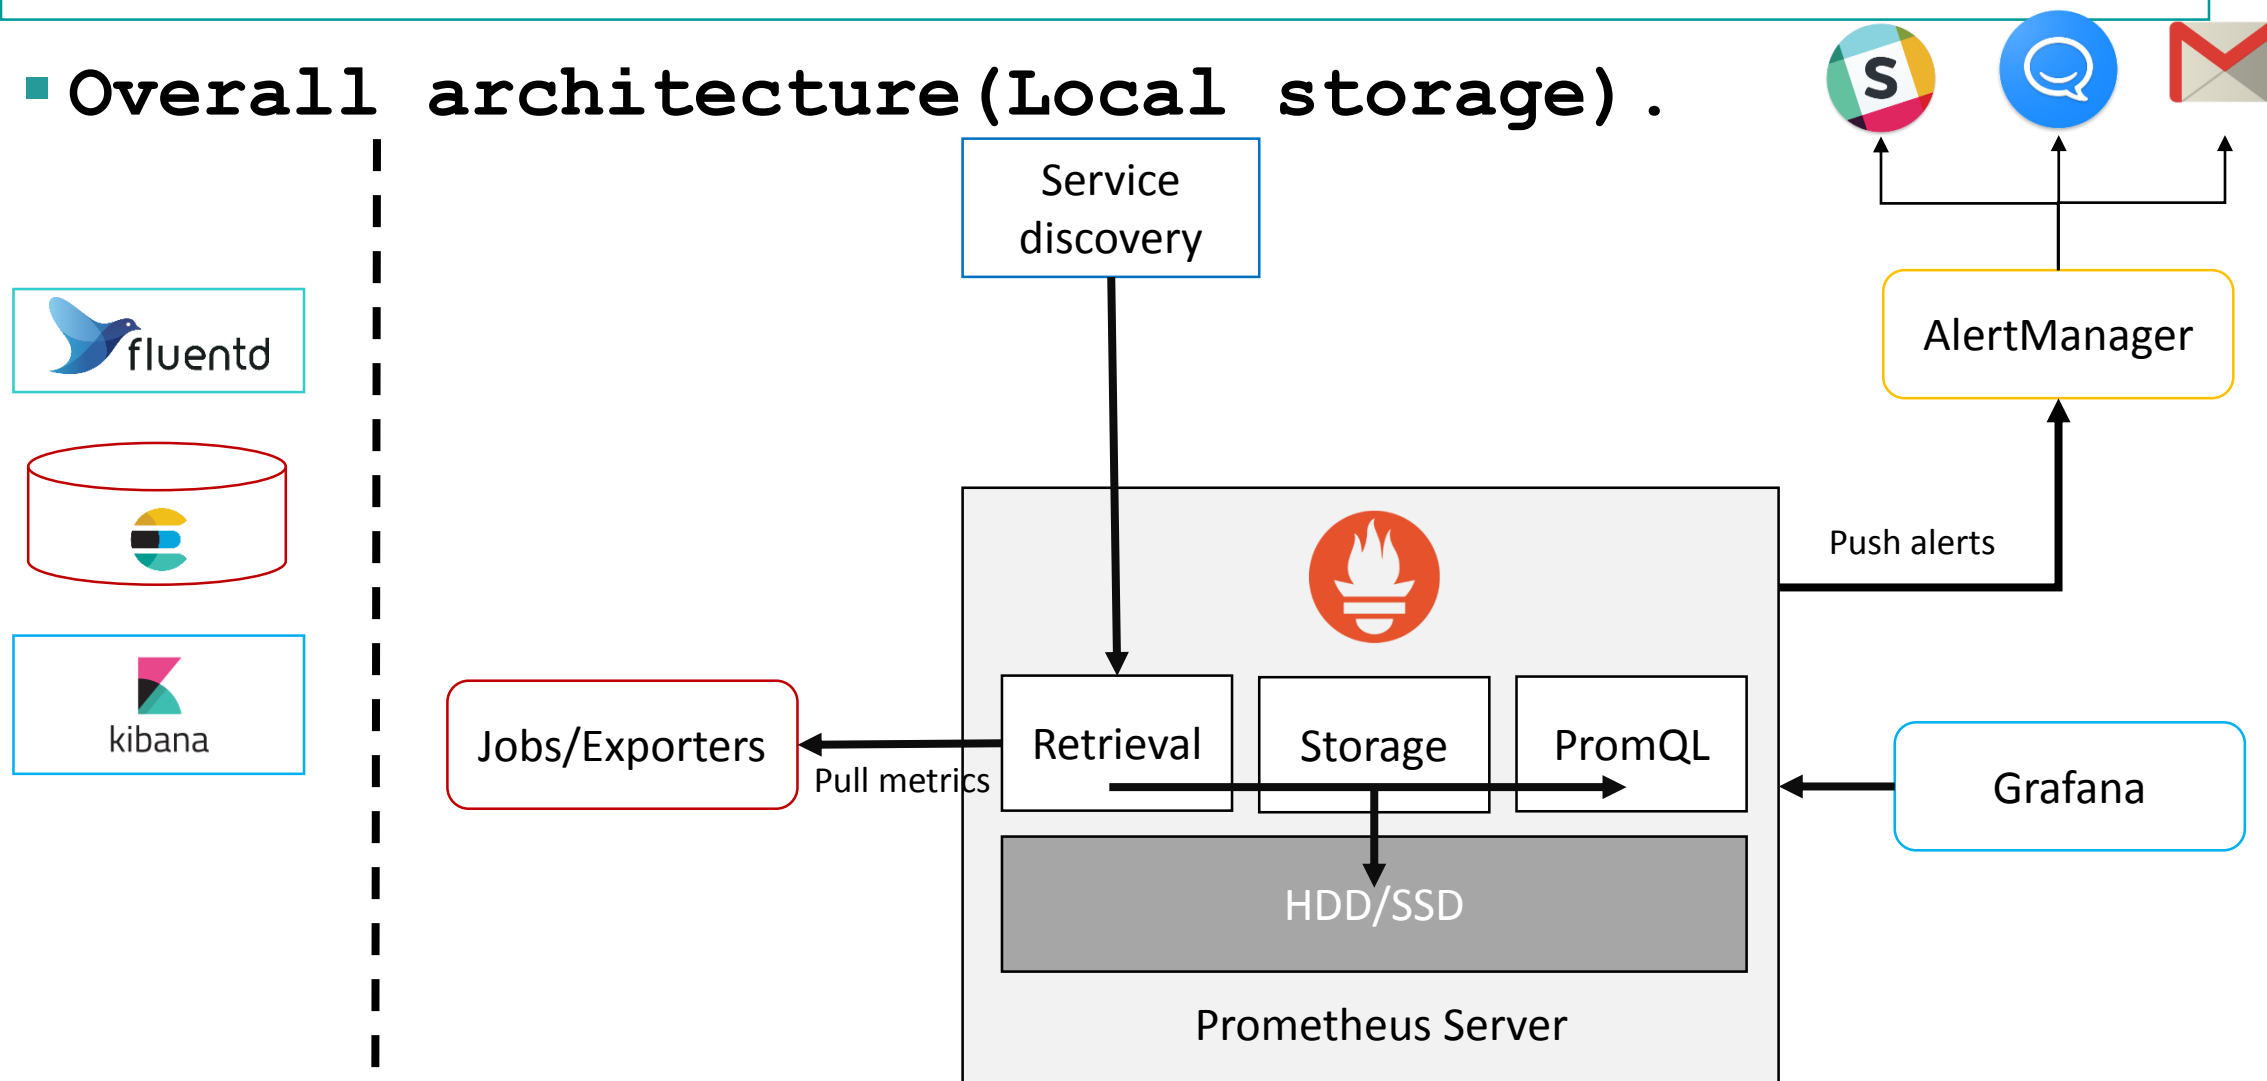 Overall architecture(Local storage).
S
Service
discovery
fluentd
AlertManager
Push alerts
kibana
Jobs/Exporters
Pull metrics
Retrieval
Storage
PromQL
Grafana
HDD/SSD
Prometheus Server